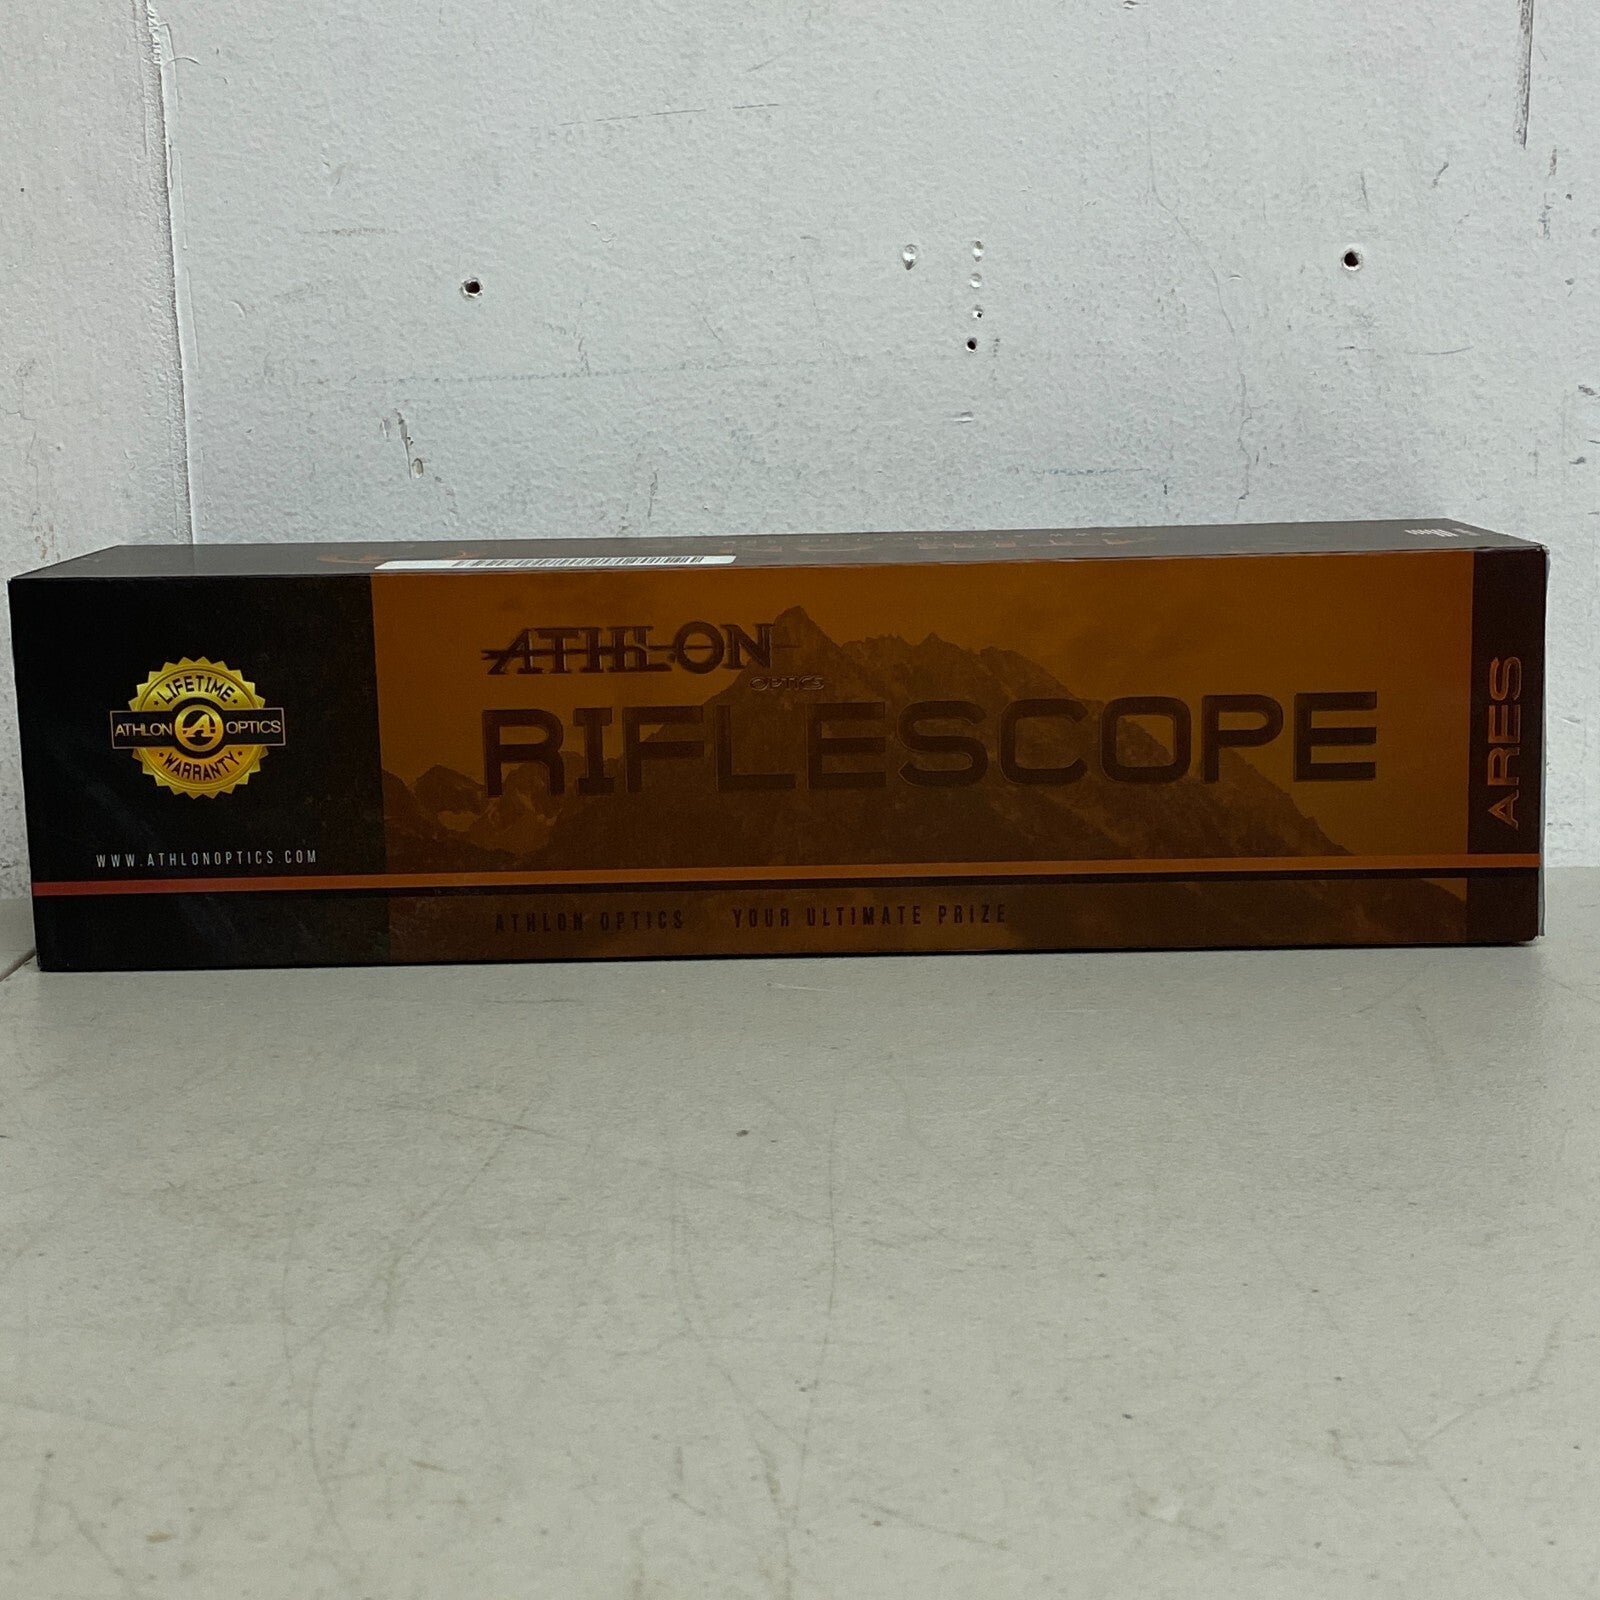 LIFETIME
ATHLON A OPTICS
WARRANTY
WWW.ATHLONOPTICS.COM
ATHLON
OPTICS
RIFLESCOPE
ATHLON OPTICS YOUR ULTIMATE PRIZE
ARES